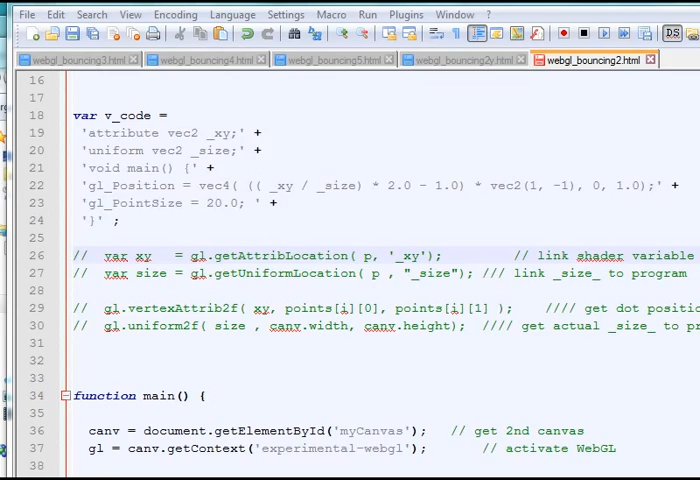 File Edit Search View Encoding Language Settings Macro Run Plugins Window ?
webgl_bouncing3.html webgl_bouncing4.html webgl_bouncing5.html webgl_bouncing2y.html webgl_bouncing2.html
16
17
18 var v_code =
19 'attribute vec2 _xy;' +
20 'uniform vec2 _size;' +
21 'void main() {' +
22 'gl_Position = vec4( (( _xy / _size) * 2.0 - 1.0) * vec2(1, -1), 0, 1.0);' +
23 'gl_PointSize = 20.0; ' +
24 '}' ;
25
26 // var xy = gl.getAttribLocation( p, '_xy'); // link shader variable
27 // var size = gl.getUniformLocation( p , "_size"); /// link _size_ to program
28
29 // gl.vertexAttrib2f( xy, points[i][0], points[i][1] ); //// get dot positio
30 // gl.uniform2f( size , canv.width, canv.height); //// get actual _size_ to pr
31
32
33
34 function main() {
35
36 canv = document.getElementById('myCanvas'); // get 2nd canvas
37 gl = canv.getContext('experimental-webgl'); // activate WebGL
38